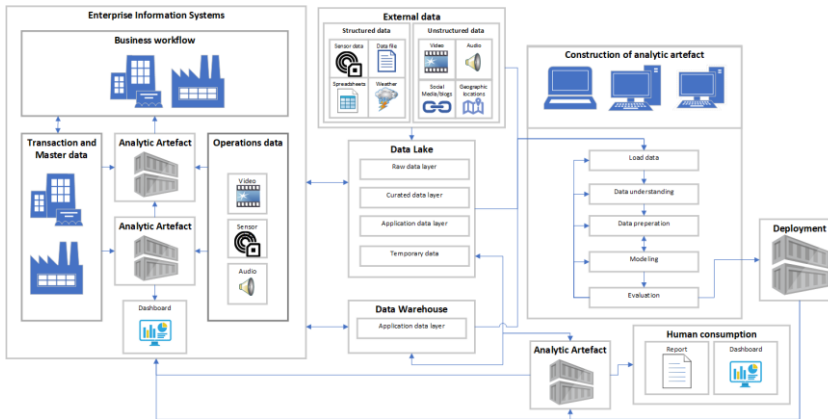 Enterprise Information Systems
Business workflow
Transaction and
Master data
Analytic Artefact
Operations data
Video
Sensor
Audio
Analytic Artefact
Dashboard
External data
Structured data
Sensor data
Data file
Spreadsheets
Weather
Unstructured data
Video
Audio
Social
Media/blogs
Geographic
locations
Data Lake
Raw data layer
Curated data layer
Application data layer
Temporary data
Data Warehouse
Application data layer
Construction of analytic artefact
Load data
Data understanding
Data preperation
Modeling
Evaluation
Deployment
Analytic Artefact
Human consumption
Report
Dashboard